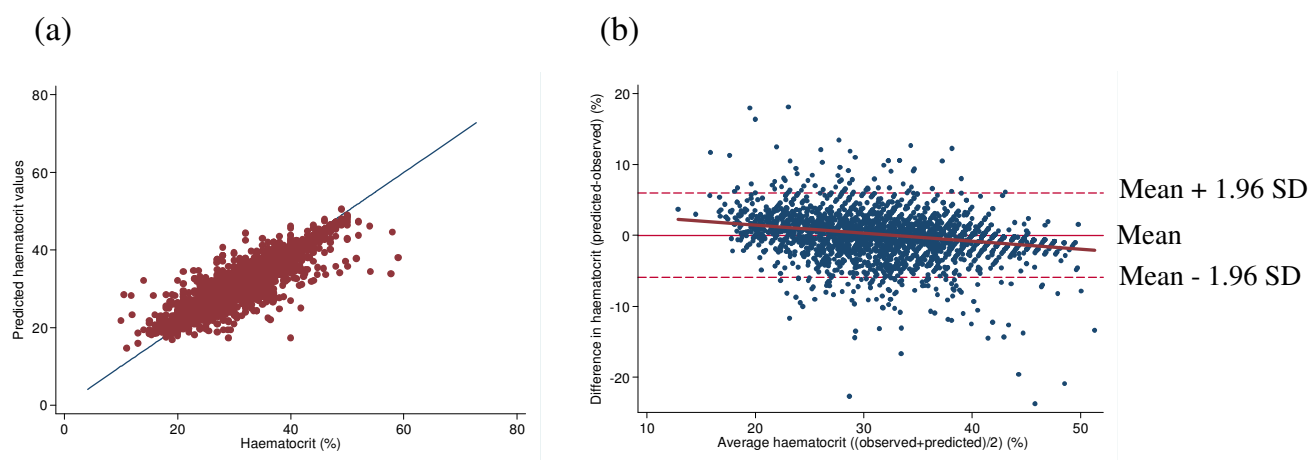 (a)
(b)
80
60
40
20
0
Predicted haematocrit values
0 20 40 60 80
Haematocrit (%)
20
10
0
-10
-20
Difference in haematocrit (predicted-observed) (%)
10 20 30 40 50
Average haematocrit ((observed+predicted)/2) (%)
Mean + 1.96 SD
Mean
Mean - 1.96 SD